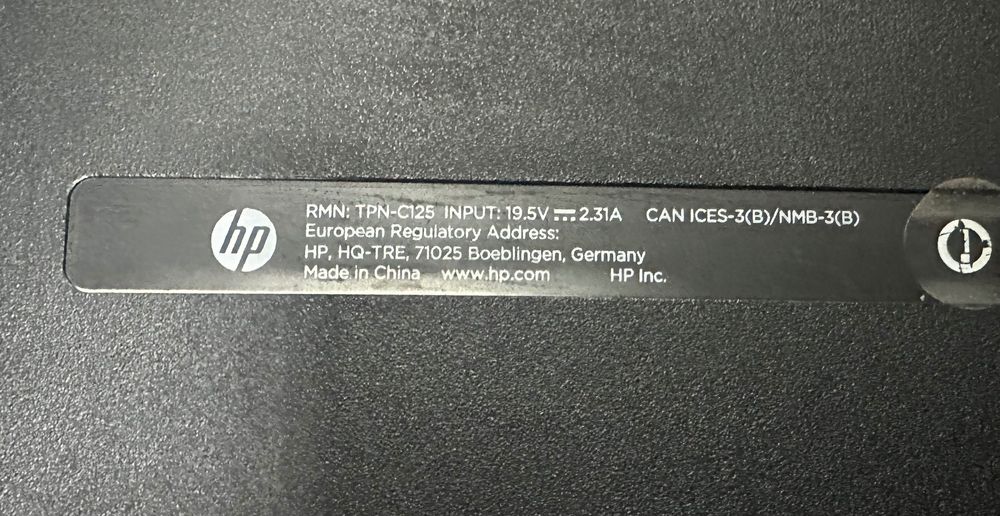 hp
RMN: TPN-C125 INPUT: 19.5V ⎓ 2.31A CAN ICES-3(B)/NMB-3(B)
European Regulatory Address:
HP, HQ-TRE, 71025 Boeblingen, Germany
Made in China www.hp.com HP Inc.